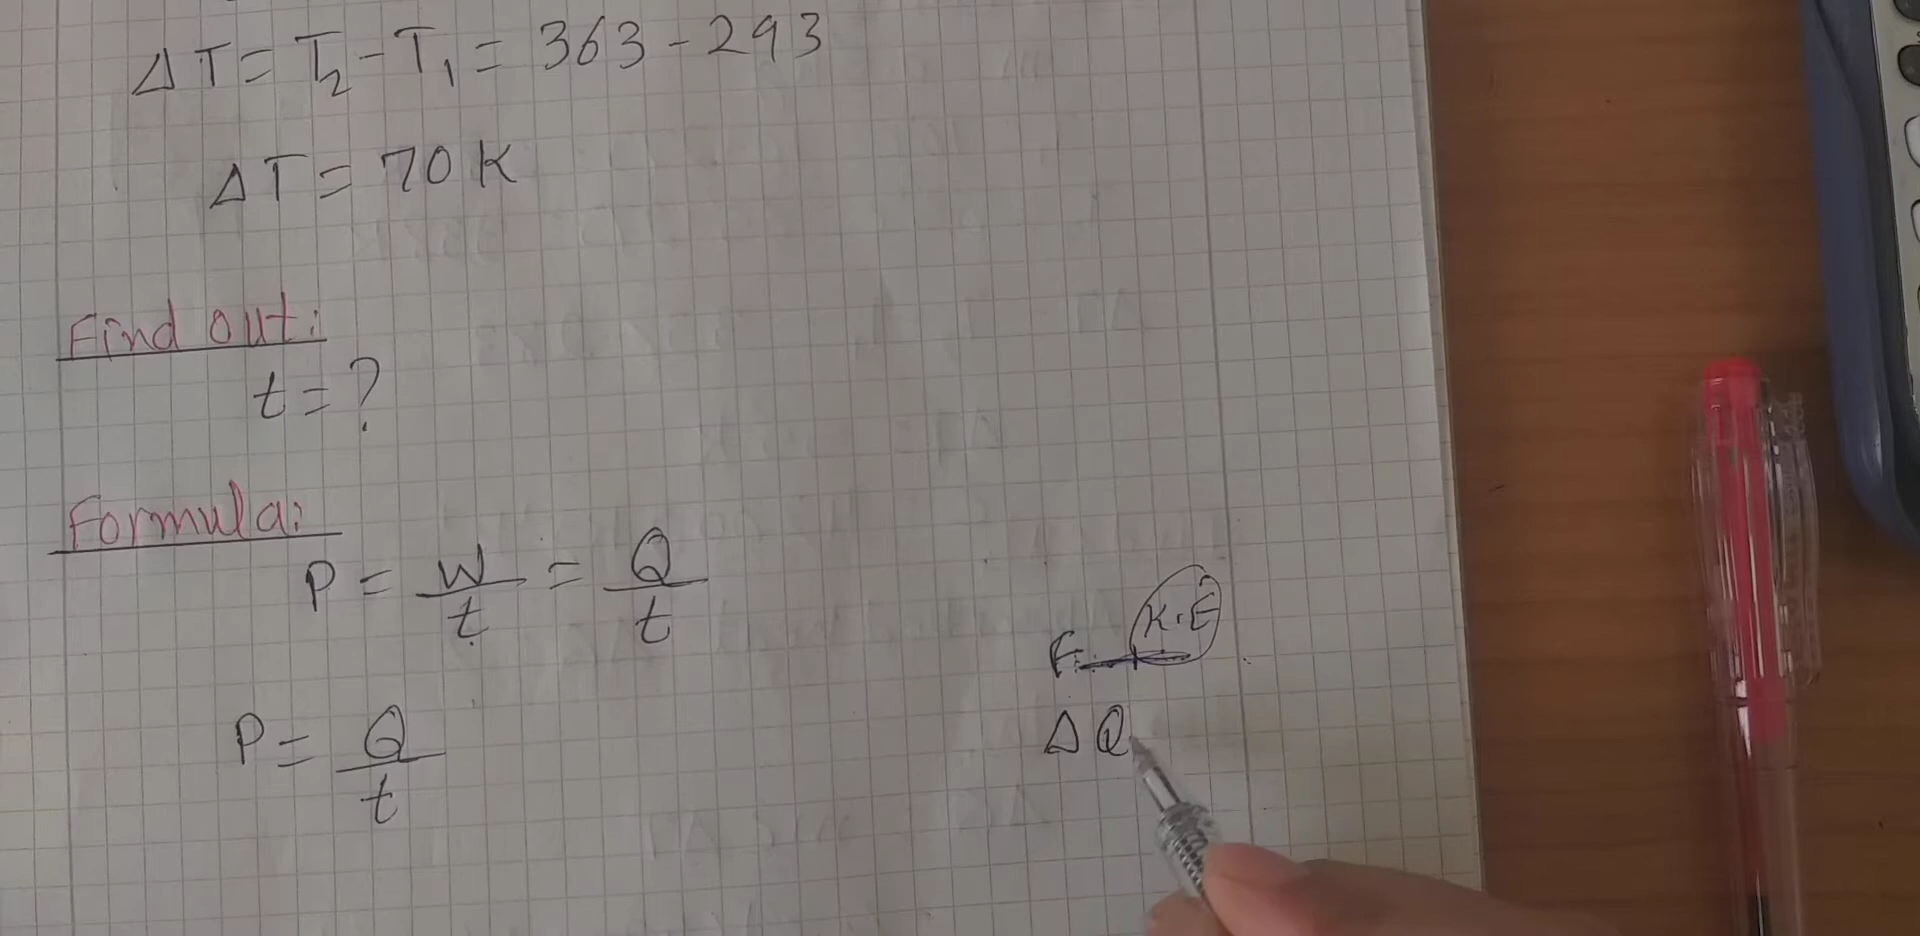 ΔT = T₂ - T₁ = 363 - 293
ΔT = 70 K
Find out:
t = ?
Formula:
P = W/t = Q/t
K.E
P = Q/t
ΔQ